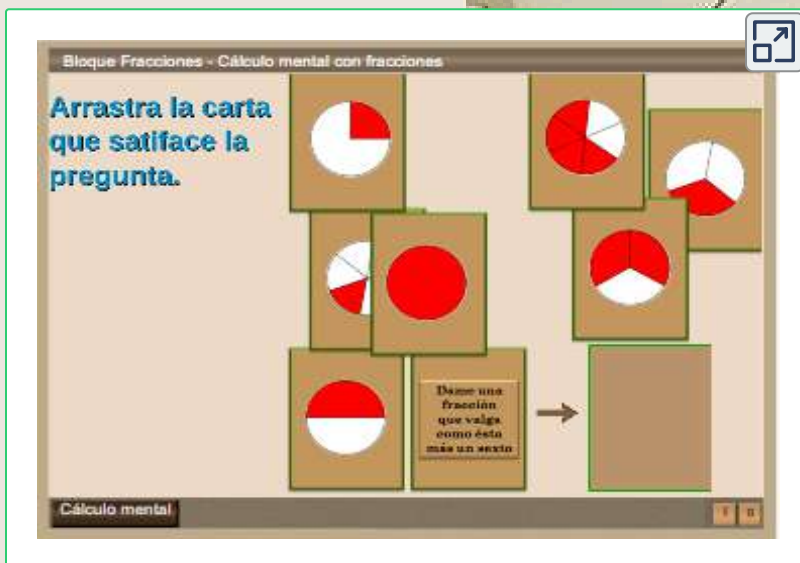 Bloque Fracciones - Cálculo mental con fracciones
Arrastra la carta
que satiface la
pregunta.
Dame una
fracción
que valga
como ésta
más un sexto
Cálculo mental